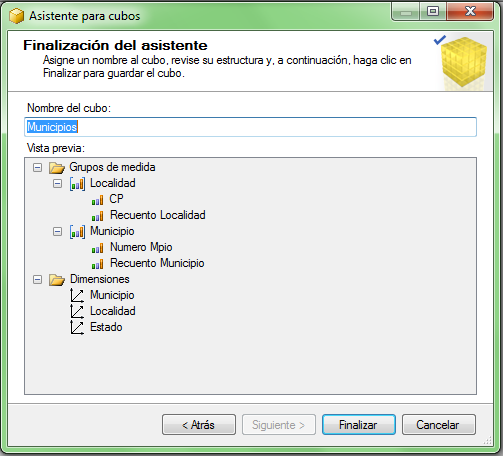 Asistente para cubos
Finalización del asistente
Asigne un nombre al cubo, revise su estructura y, a continuación, haga clic en
Finalizar para guardar el cubo.
Nombre del cubo:
Municipios
Vista previa:
Grupos de medida
Localidad
CP
Recuento Localidad
Municipio
Numero Mpio
Recuento Municipio
Dimensiones
Municipio
Localidad
Estado
< Atrás
Siguiente >
Finalizar
Cancelar